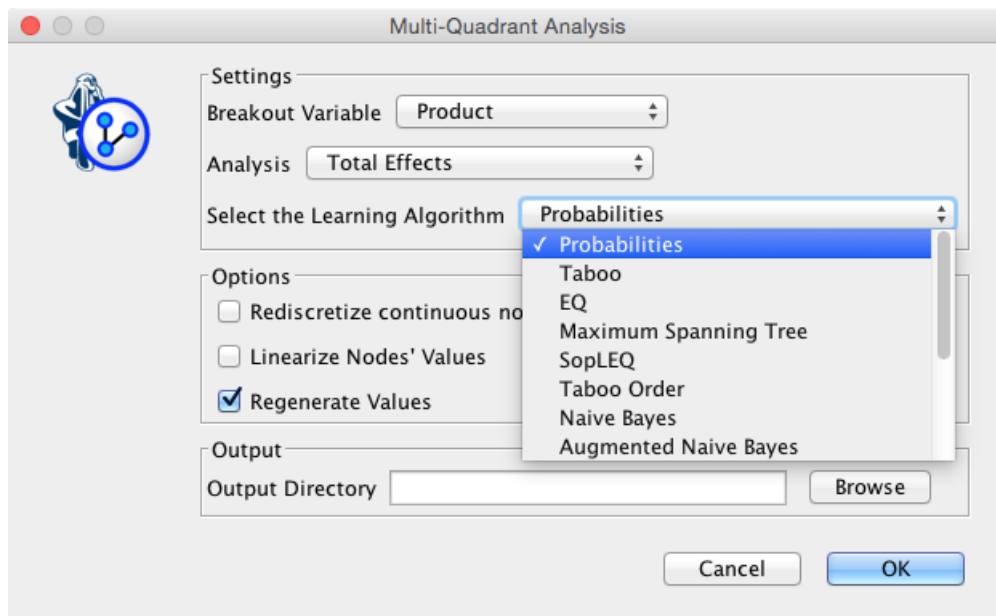 Multi-Quadrant Analysis
Settings
Breakout Variable Product
Analysis Total Effects
Select the Learning Algorithm Probabilities
Probabilities
Taboo
EQ
Maximum Spanning Tree
SopLEQ
Taboo Order
Naive Bayes
Augmented Naive Bayes
Options
Rediscretize continuous no
Linearize Nodes' Values
Regenerate Values
Output
Output Directory Browse
Cancel OK